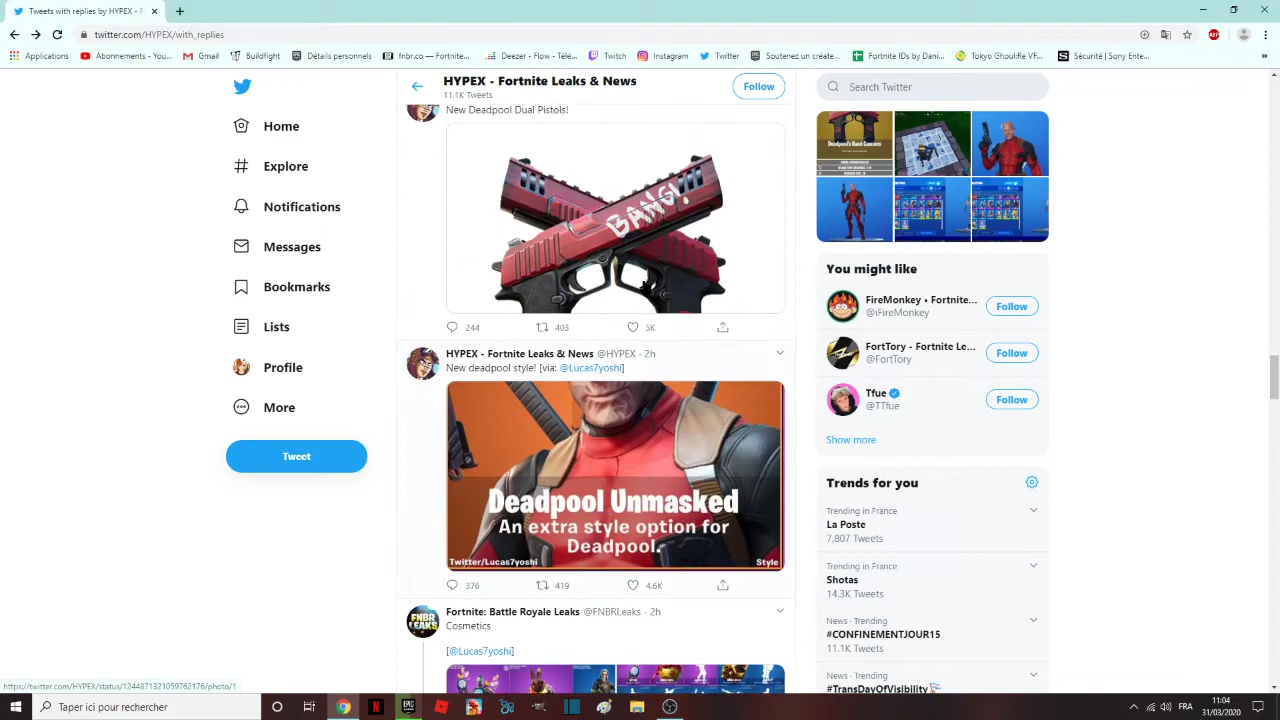 Tweets with replies by HYPEX - F
twitter.com/HYPEX/with_replies
ABP
Applications
Abonnements - You...
Gmail
Buildfight
Détails personnels
fnbr.co — Fortnite...
Deezer - Flow - Télé...
Twitch
Instagram
Twitter
Soutenez un créate...
Fortnite IDs by Dani...
Tokyo Ghoul:Re VF...
Sécurité | Sony Ente...
»
HYPEX - Fortnite Leaks & News
11.1K Tweets
Follow
Search Twitter
Home
Explore
Notifications
Messages
Bookmarks
Lists
Profile
More
Tweet
New Deadpool Dual Pistols!
BANG!
244
403
5K
HYPEX - Fortnite Leaks & News @HYPEX · 2h
New deadpool style! [via: @Lucas7yoshi]
Deadpool Unmasked
An extra style option for
Deadpool.
Twitter/Lucas7yoshi
Style
376
419
4.6K
FNBR
LEAKS
Fortnite: Battle Royale Leaks @FNBRLeaks · 2h
Cosmetics
[@Lucas7yoshi]
Deadpool's Hand Cannons
You might like
FireMonkey • Fortnite...
@iFireMonkey
Follow
FortTory - Fortnite Le...
@FortTory
Follow
Tfue
@TTfue
Follow
Show more
Trends for you
Trending in France
La Poste
7,807 Tweets
Trending in France
Shotas
14.3K Tweets
News · Trending
#CONFINEMENTJOUR15
11.1K Tweets
News · Trending
#TransDayOfVisibility
https://twitter.com/HYPEX/status/1244871321059762176/photo/1
Taper ici pour rechercher
N
EPIC
FRA
11:04
31/03/2020